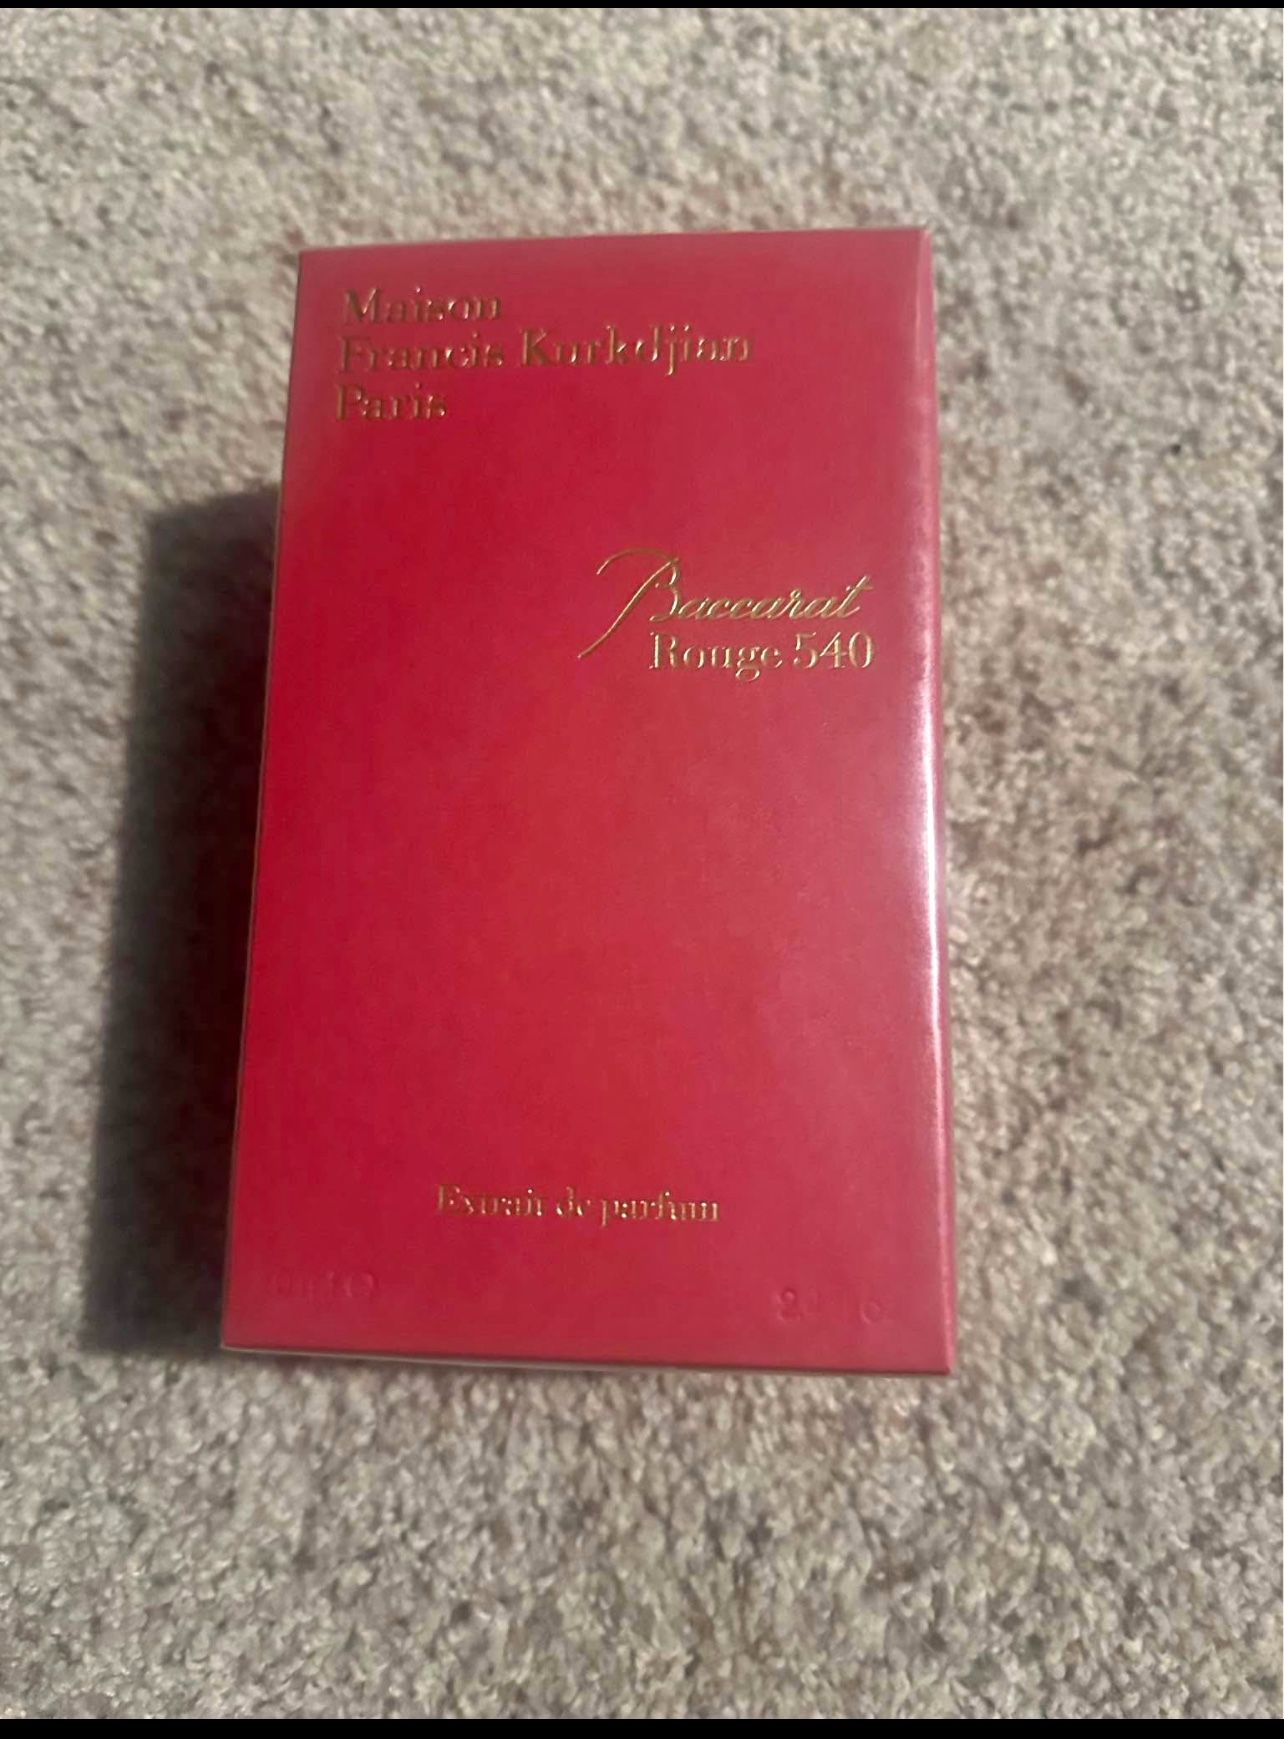 Maison
Francis Kurkdjian
Paris
Baccarat
Rouge 540
Extrait de parfum